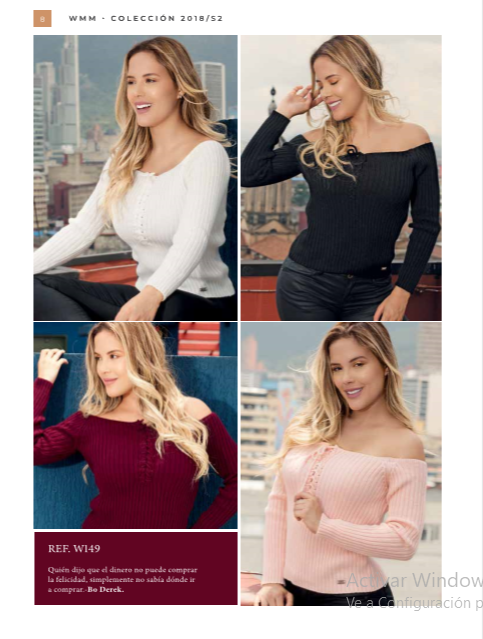 8 WMM - COLECCIÓN 2018/S2
REF. W149
Quién dijo que el dinero no puede comprar
la felicidad, simplemente no sabía dónde ir
a comprar.-Bo Derek.
Activar Window
Ve a Configuración p